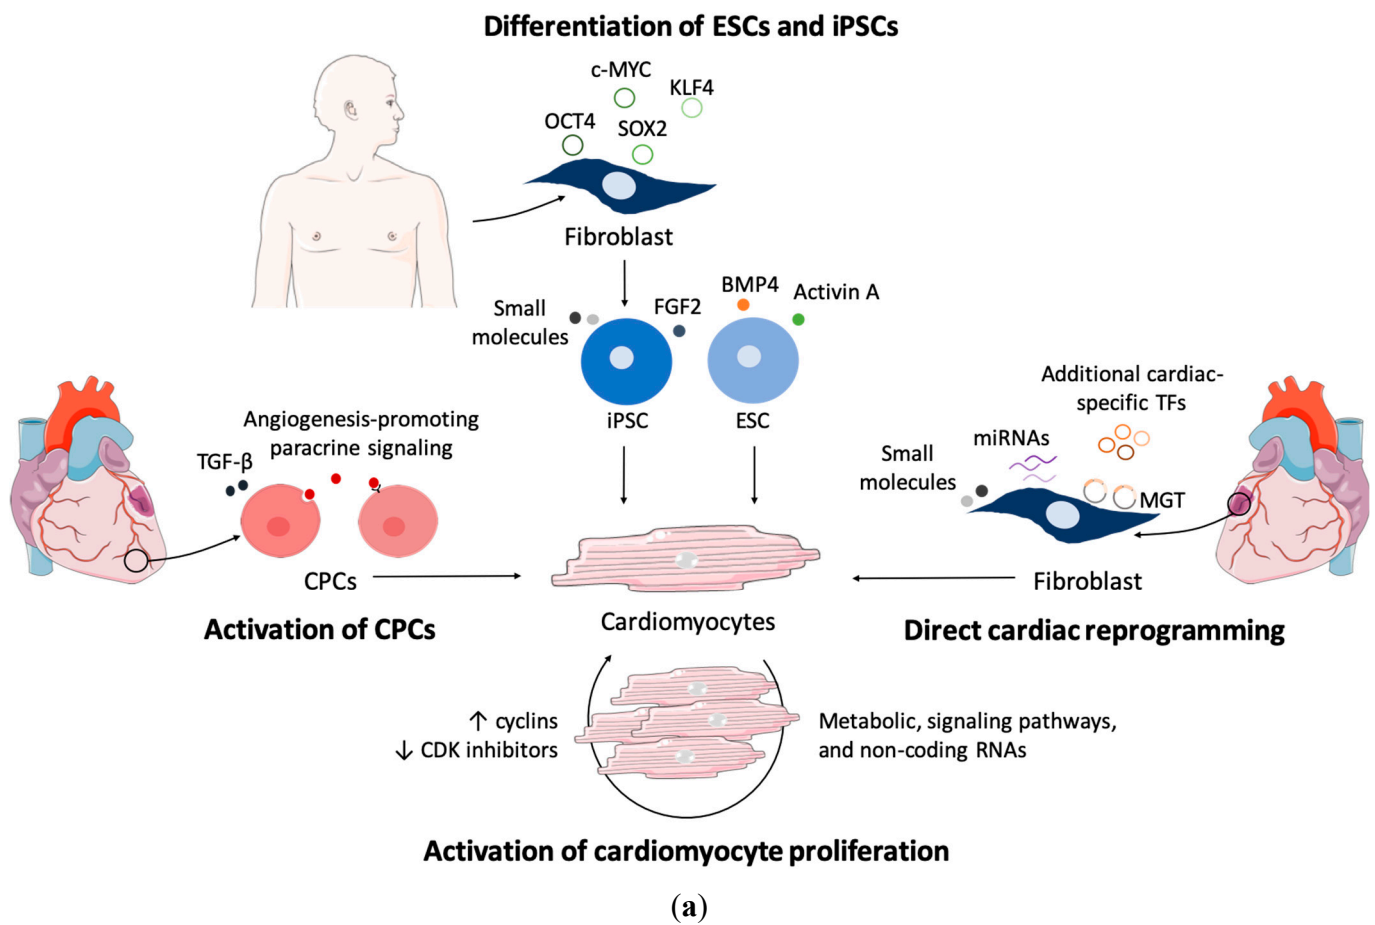 Differentiation of ESCs and iPSCs
c-MYC
KLF4
OCT4
SOX2
Fibroblast
BMP4
Activin A
Small
molecules
FGF2
iPSC
ESC
Angiogenesis-promoting
paracrine signaling
TGF-β
CPCs
Activation of CPCs
Additional cardiac-
specific TFs
miRNAs
Small
molecules
MGT
Fibroblast
Direct cardiac reprogramming
Cardiomyocytes
↑ cyclins
↓ CDK inhibitors
Metabolic, signaling pathways,
and non-coding RNAs
Activation of cardiomyocyte proliferation
(a)